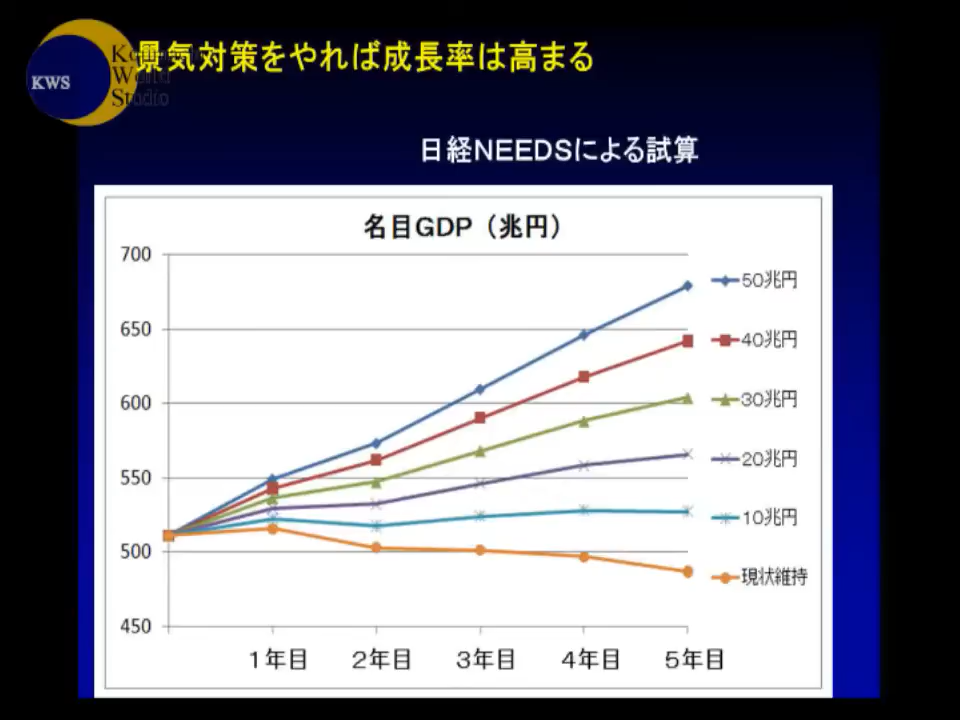 景気対策をやれば成長率は高まる
KWS
World
Studio
日経NEEDSによる試算
名目GDP（兆円）
700
650
600
550
500
450
1年目 2年目 3年目 4年目 5年目
50兆円
40兆円
30兆円
20兆円
10兆円
現状維持